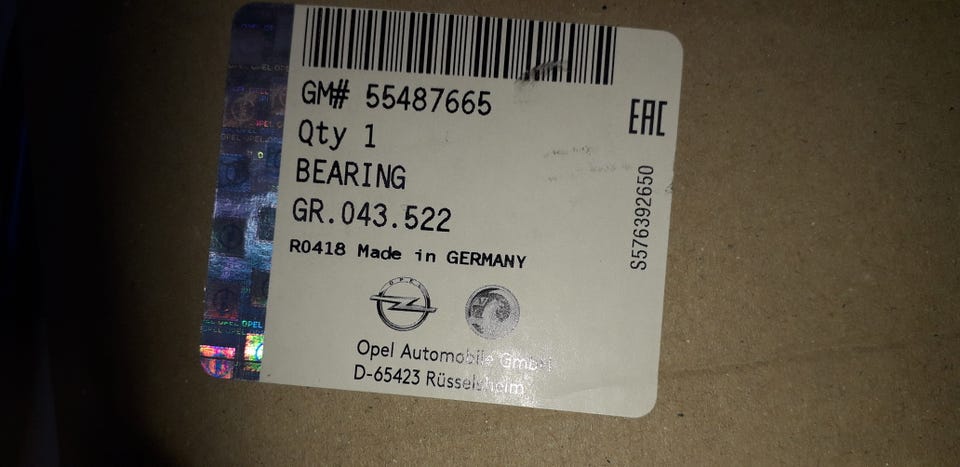 GM# 55487665
Qty 1
BEARING
GR.043.522
R0418 Made in GERMANY
EAC
S576392650
OPEL
Opel Automobile GmbH
D-65423 Rüsselsheim